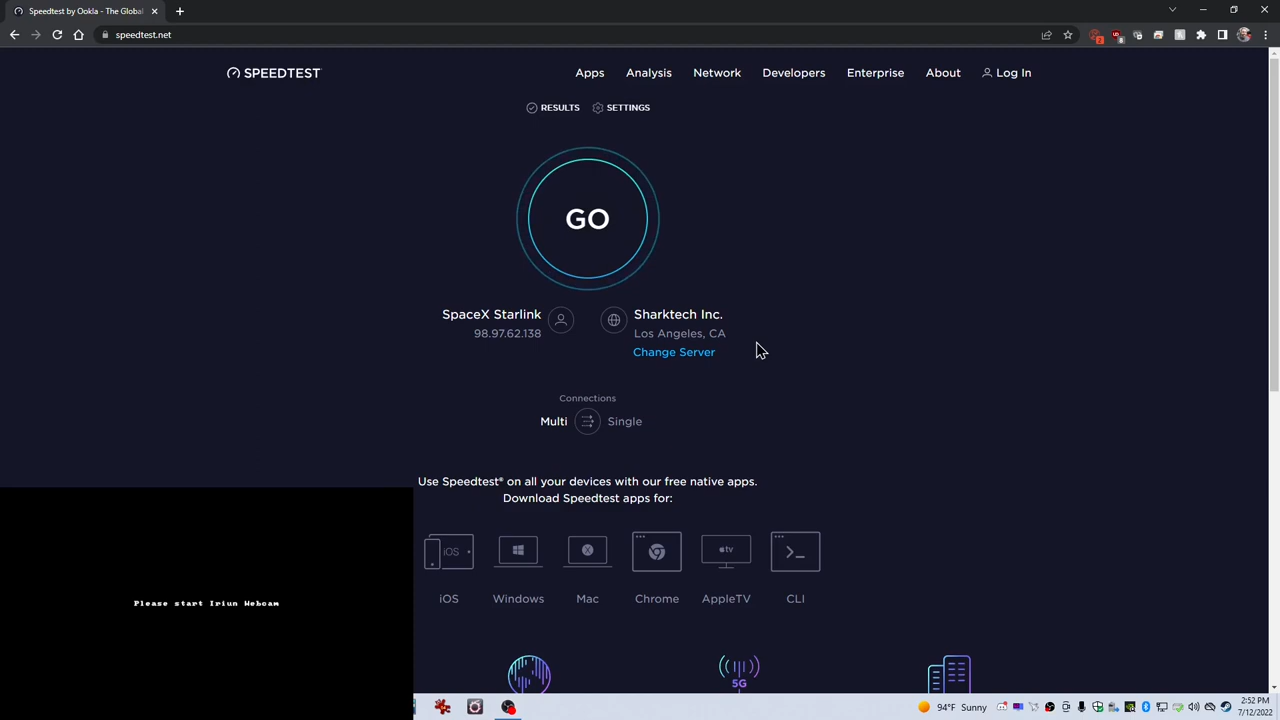 Speedtest by Ookla - The Global
speedtest.net
SPEEDTEST
Apps
Analysis
Network
Developers
Enterprise
About
Log In
RESULTS
SETTINGS
GO
SpaceX Starlink
98.97.62.138
Sharktech Inc.
Los Angeles, CA
Change Server
Connections
Multi
Single
Use Speedtest® on all your devices with our free native apps.
Download Speedtest apps for:
iOS
tv
iOS
Windows
Mac
Chrome
AppleTV
CLI
Please start Iriun Webcam
5G
94°F Sunny
2:52 PM
7/12/2022